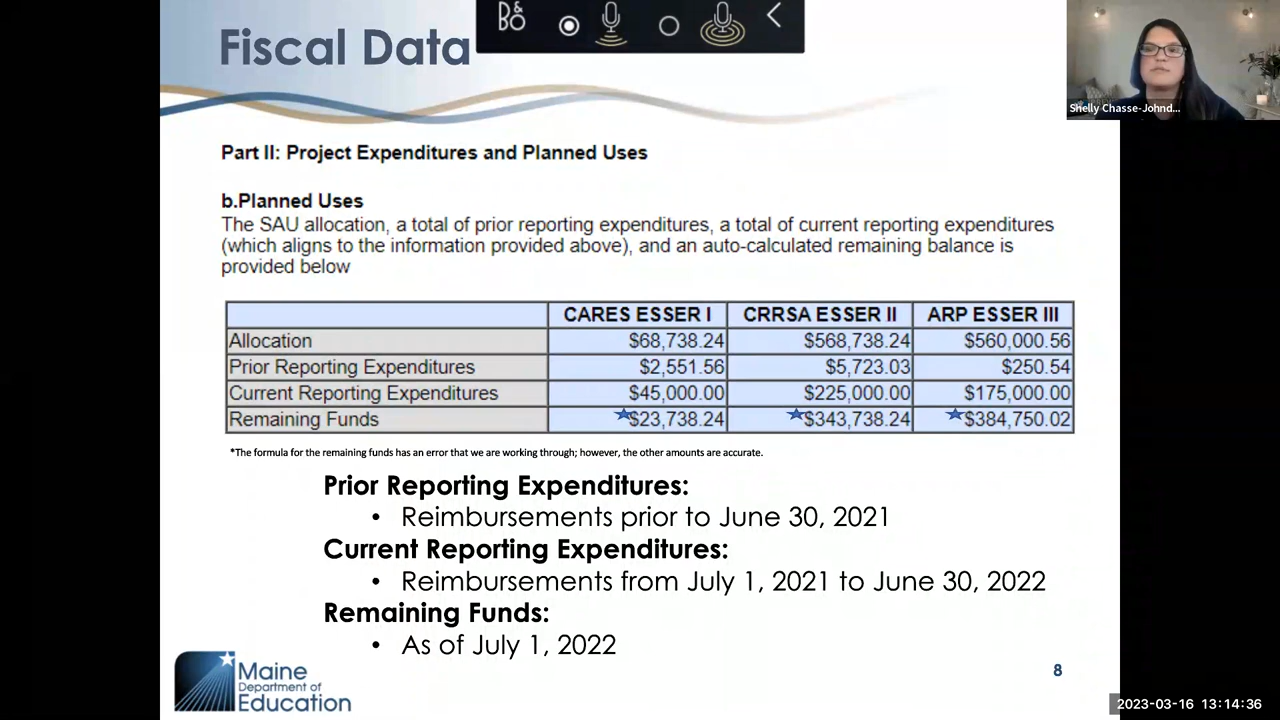 Fiscal Data
B&
BO
Shelly Chasse-Johnd...
Part II: Project Expenditures and Planned Uses
b.Planned Uses
The SAU allocation, a total of prior reporting expenditures, a total of current reporting expenditures
(which aligns to the information provided above), and an auto-calculated remaining balance is
provided below
CARES ESSER I CRRSA ESSER II ARP ESSER III
Allocation $68,738.24 $568,738.24 $560,000.56
Prior Reporting Expenditures $2,551.56 $5,723.03 $250.54
Current Reporting Expenditures $45,000.00 $225,000.00 $175,000.00
Remaining Funds $23,738.24 $343,738.24 $384,750.02
*The formula for the remaining funds has an error that we are working through; however, the other amounts are accurate.
Prior Reporting Expenditures:
• Reimbursements prior to June 30, 2021
Current Reporting Expenditures:
• Reimbursements from July 1, 2021 to June 30, 2022
Remaining Funds:
• As of July 1, 2022
Maine
Department of
Education
8
2023-03-16 13:14:36